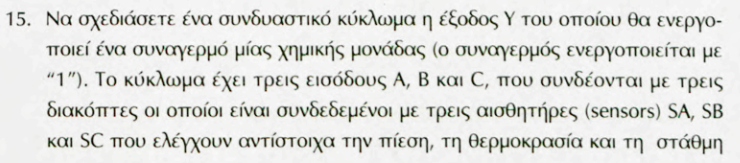 15. Να σχεδιάσετε ένα συνδυαστικό κύκλωμα η έξοδος Υ του οποίου θα ενεργο-
ποιεί ένα συναγερμό μίας χημικής μονάδας (ο συναγερμός ενεργοποιείται με
“1”). Το κύκλωμα έχει τρεις εισόδους Α, Β και C, που συνδέονται με τρεις
διακόπτες οι οποίοι είναι συνδεδεμένοι με τρεις αισθητήρες (sensors) SA, SB
και SC που ελέγχουν αντίστοιχα την πίεση, τη θερμοκρασία και τη στάθμη